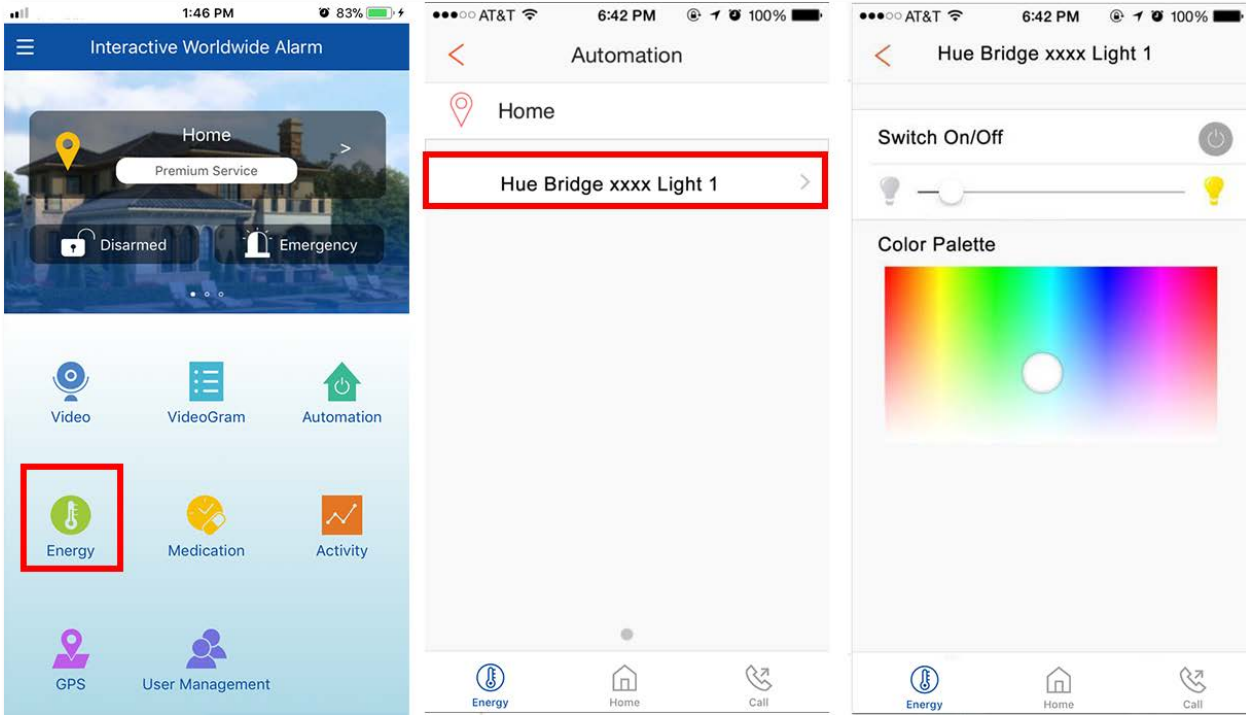 1:46 PM
83%
Interactive Worldwide Alarm
Home
>
Premium Service
Disarmed
Emergency
Video
VideoGram
Automation
Energy
Medication
Activity
GPS
User Management
AT&T
6:42 PM
100%
Automation
Home
Hue Bridge xxxx Light 1
Energy
Home
Call
AT&T
6:42 PM
100%
Hue Bridge xxxx Light 1
Switch On/Off
Color Palette
Energy
Home
Call